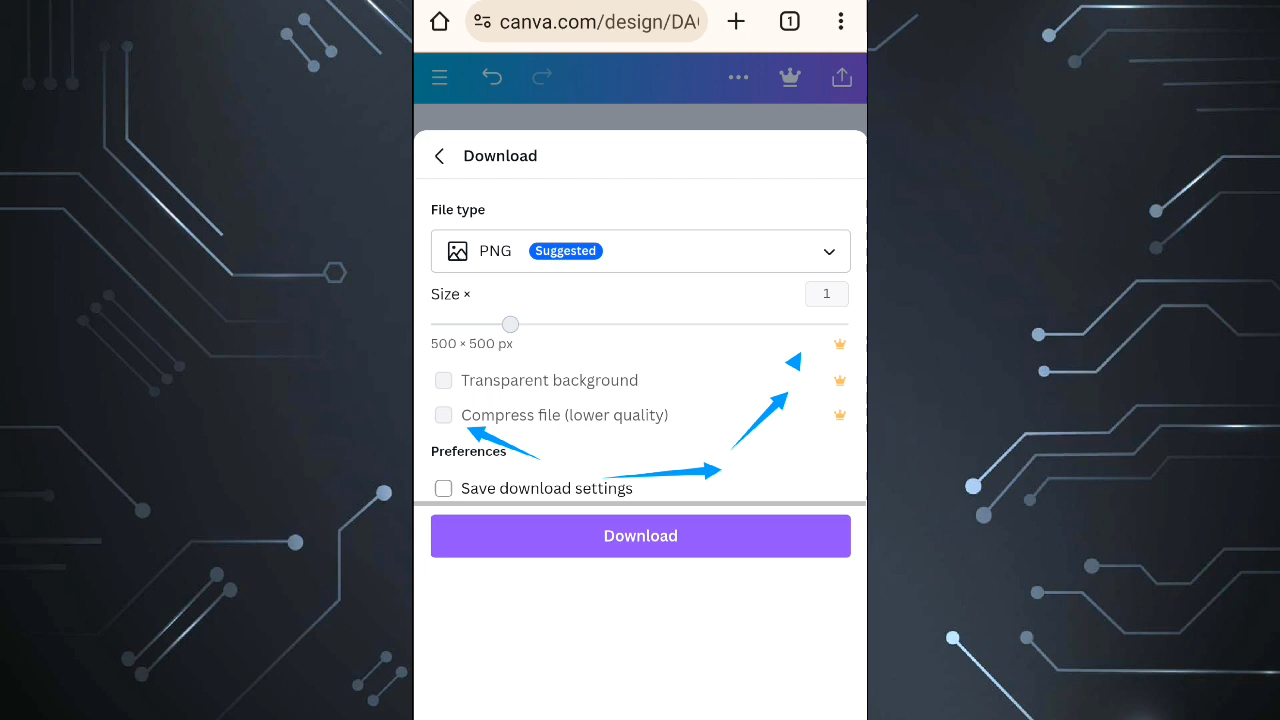 canva.com/design/DA
1
Download
File type
PNG Suggested
Size × 1
500 × 500 px
Transparent background
Compress file (lower quality)
Preferences
Save download settings
Download